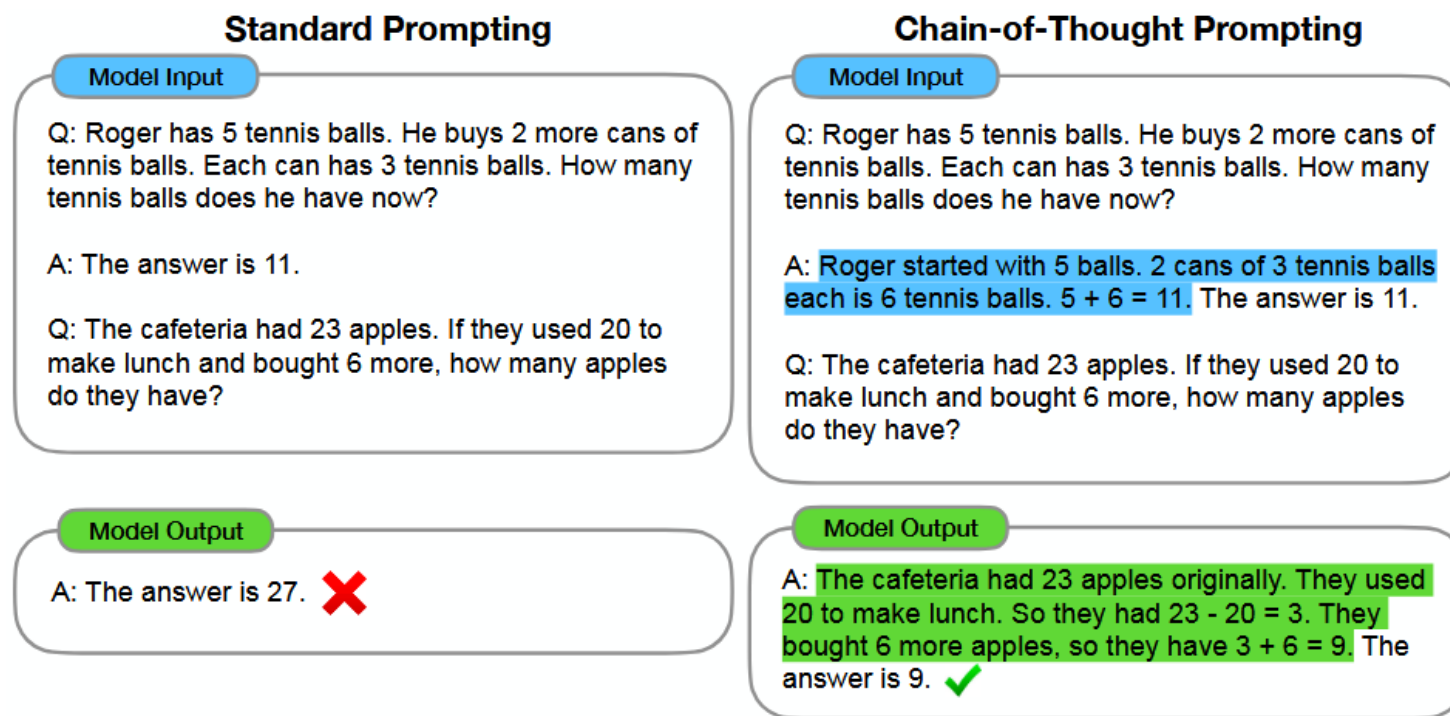 Standard Prompting
Model Input
Q: Roger has 5 tennis balls. He buys 2 more cans of
tennis balls. Each can has 3 tennis balls. How many
tennis balls does he have now?
A: The answer is 11.
Q: The cafeteria had 23 apples. If they used 20 to
make lunch and bought 6 more, how many apples
do they have?
Model Output
A: The answer is 27.
Chain-of-Thought Prompting
Model Input
Q: Roger has 5 tennis balls. He buys 2 more cans of
tennis balls. Each can has 3 tennis balls. How many
tennis balls does he have now?
A: Roger started with 5 balls. 2 cans of 3 tennis balls
each is 6 tennis balls. 5 + 6 = 11. The answer is 11.
Q: The cafeteria had 23 apples. If they used 20 to
make lunch and bought 6 more, how many apples
do they have?
Model Output
A: The cafeteria had 23 apples originally. They used
20 to make lunch. So they had 23 - 20 = 3. They
bought 6 more apples, so they have 3 + 6 = 9. The
answer is 9.